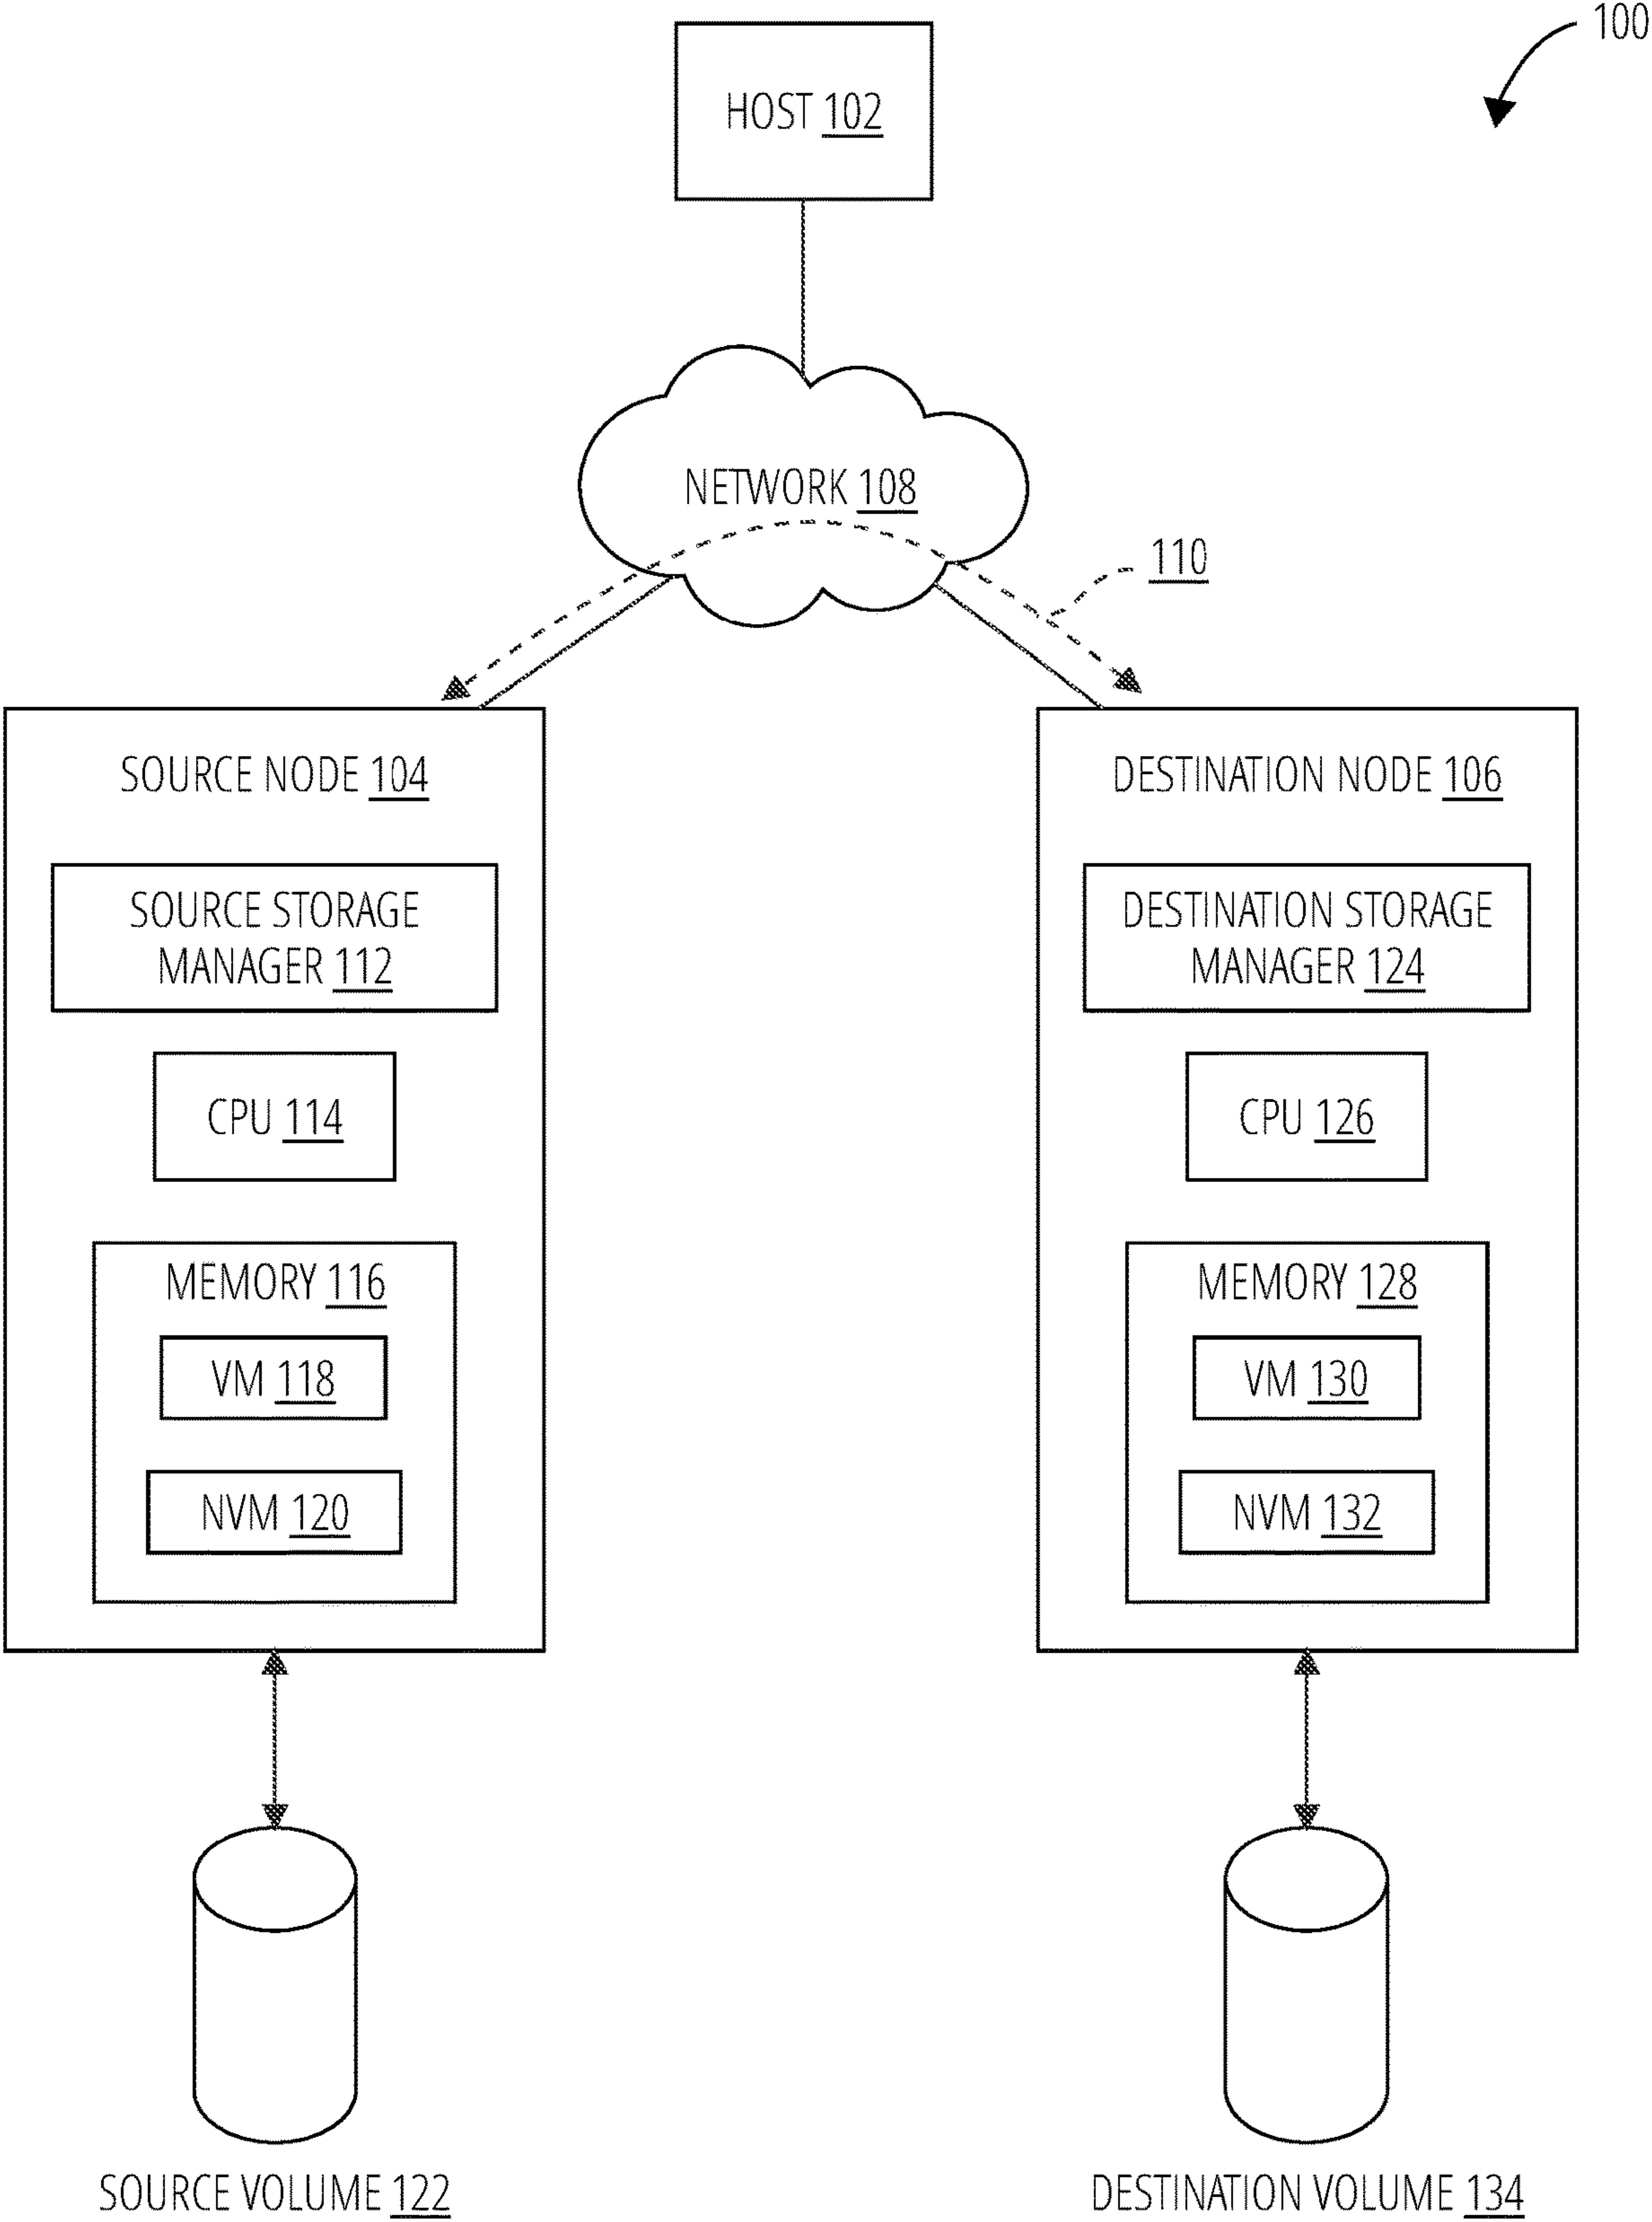 100
HOST 102
NETWORK 108
110
SOURCE NODE 104
SOURCE STORAGE
MANAGER 112
CPU 114
MEMORY 116
VM 118
NVM 120
SOURCE VOLUME 122
DESTINATION NODE 106
DESTINATION STORAGE
MANAGER 124
CPU 126
MEMORY 128
VM 130
NVM 132
DESTINATION VOLUME 134